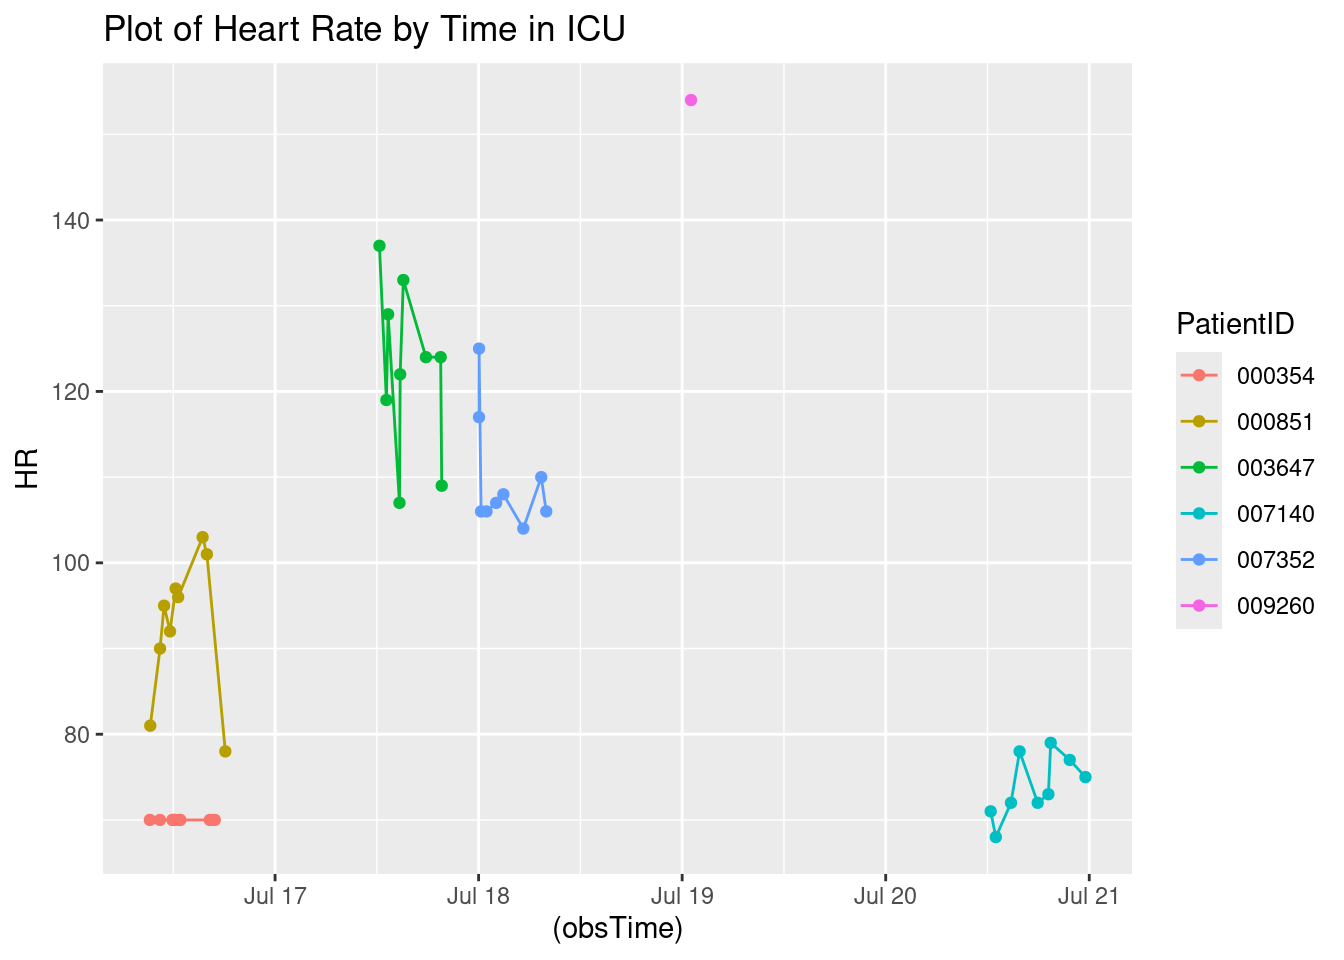 Plot of Heart Rate by Time in ICU
HR
140
120
100
80
Jul 17
Jul 18
Jul 19
Jul 20
Jul 21
(obsTime)
PatientID
000354
000851
003647
007140
007352
009260